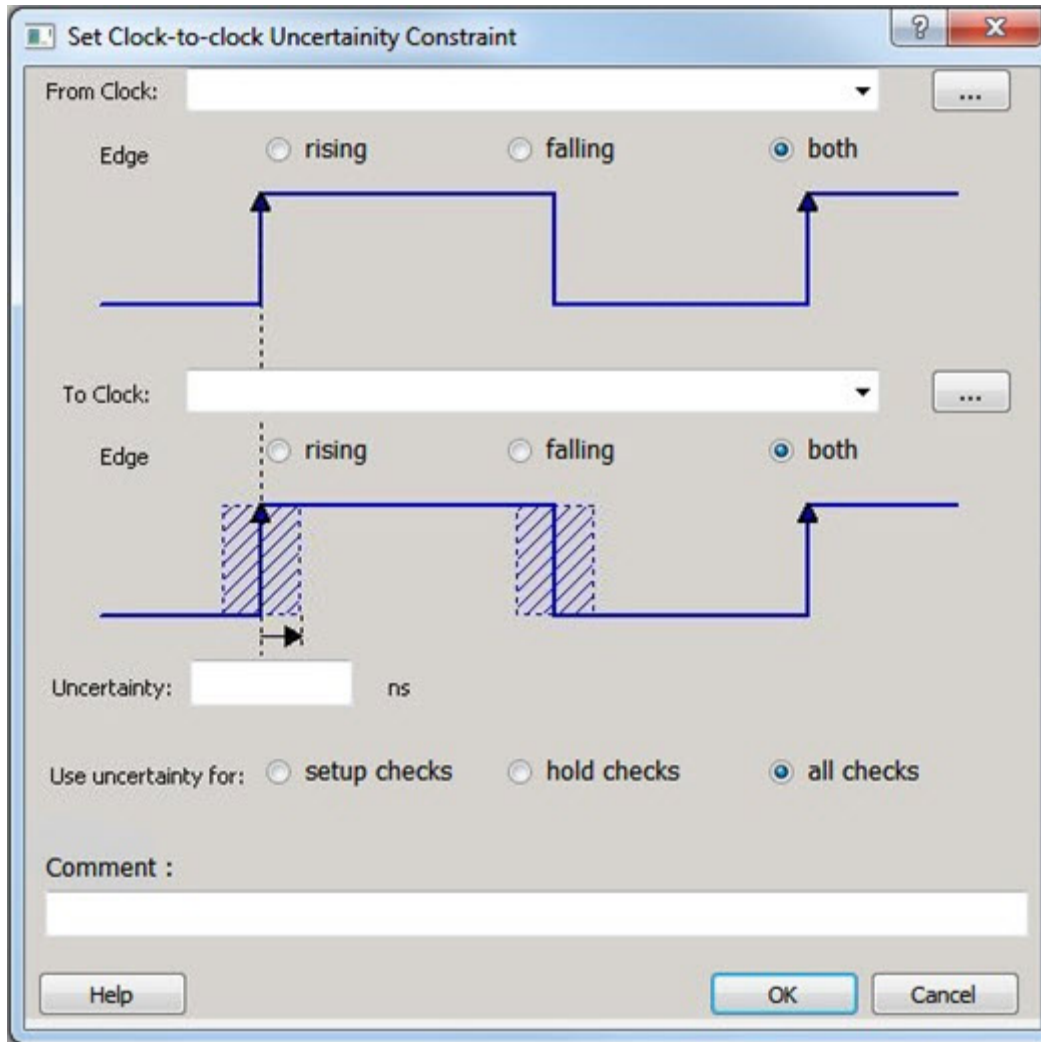 Set Clock-to-clock Uncertainity Constraint
?
X
From Clock:
...
Edge rising falling both
To Clock:
...
Edge rising falling both
Uncertainty: ns
Use uncertainty for: setup checks hold checks all checks
Comment :
Help OK Cancel